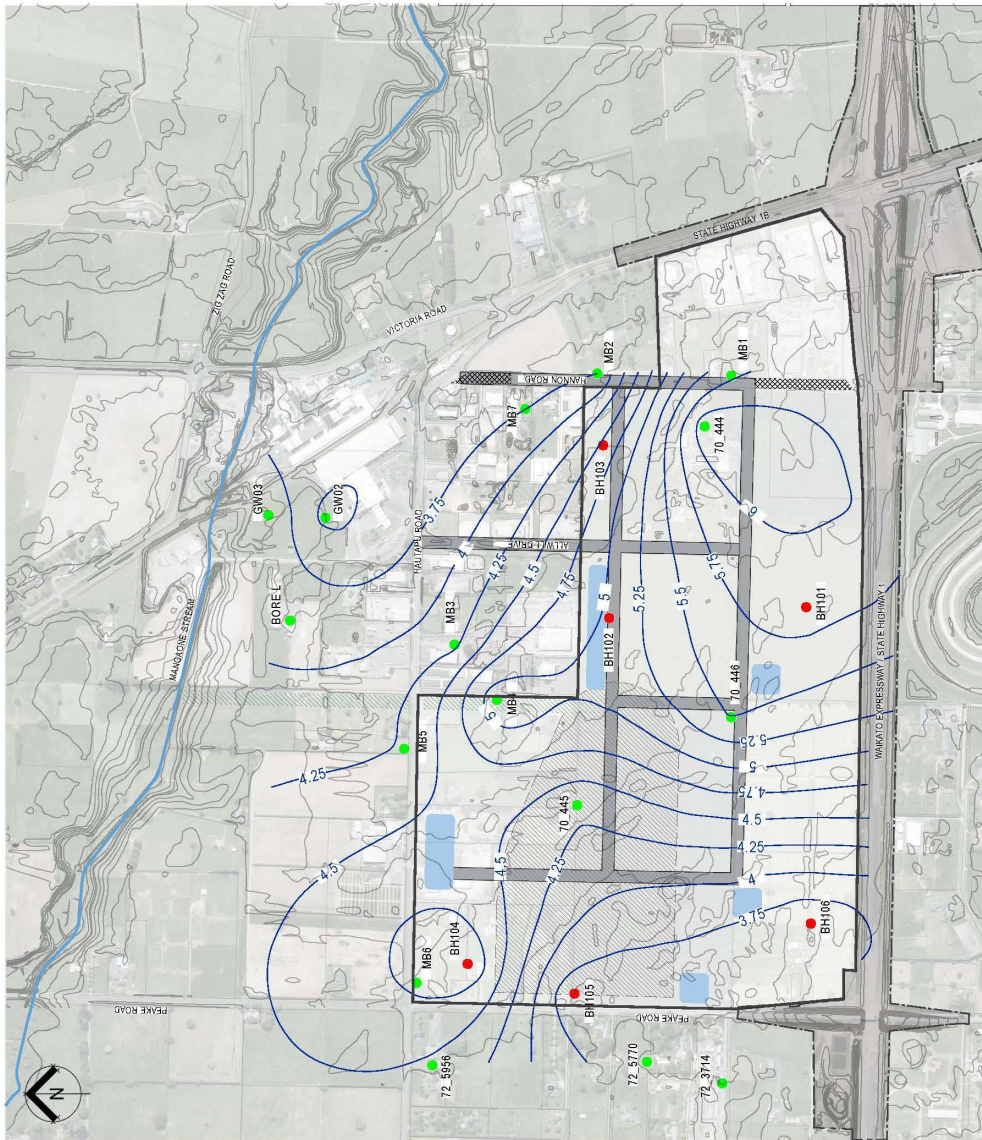 MANGAONE STREAM
ZIG ZAG ROAD
VICTORIA ROAD
STATE HIGHWAY 1B
HANNON ROAD
HAUTAPU ROAD
ALLWILL DRIVE
PEAKE ROAD
PEAKE ROAD
WAIKATO EXPRESSWAY / STATE HIGHWAY 1
GW03
GW02
BORE L
MB7
MB2
MB1
MB3
MB4
MB5
MB6
70_444
70_445
70_446
BH101
BH102
BH103
BH104
BH105
BH106
72_5956
72_5770
72_3714
3.75
4
4.25
4.5
4.75
5
5.25
5.5
5.75
6
5
4.25
4.5
4.5
4.25
5.25
5
4.75
4.5
4.25
4
3.75
N